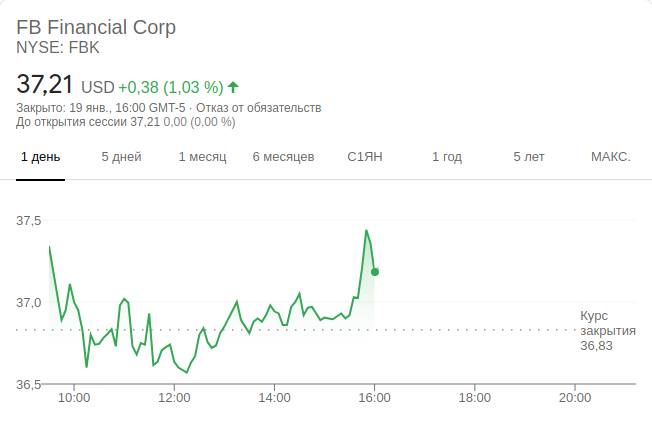 FB Financial Corp
NYSE: FBK
37,21 USD +0,38 (1,03 %)
Закрыто: 19 янв., 16:00 GMT-5 · Отказ от обязательств
До открытия сессии 37,21 0,00 (0,00 %)
1 день 5 дней 1 месяц 6 месяцев С1ЯН 1 год 5 лет МАКС.
37,5
37,0
Курс
закрытия
36,83
36,5
10:00 12:00 14:00 16:00 18:00 20:00